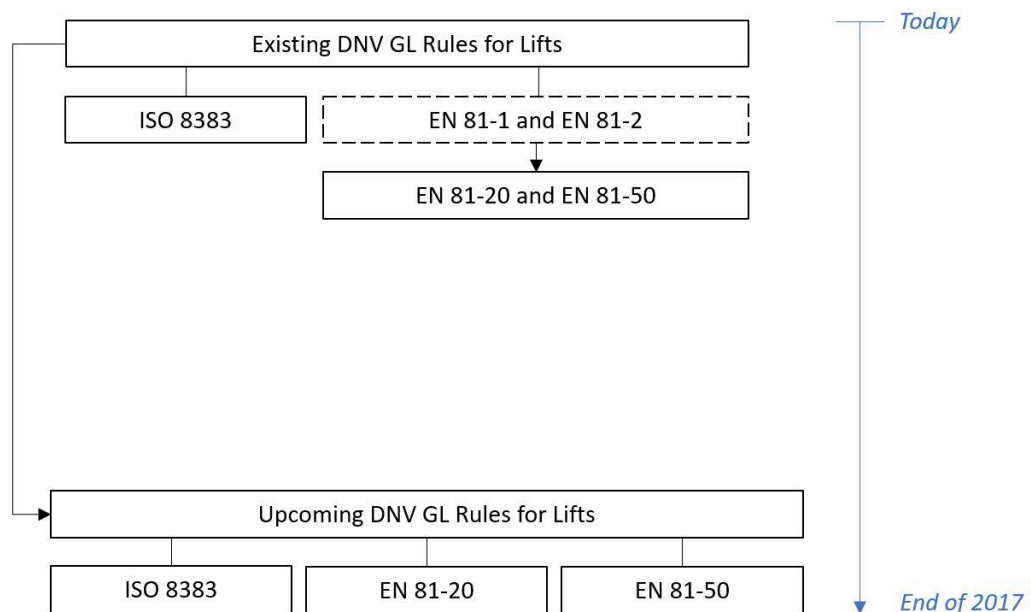 Existing DNV GL Rules for Lifts
Today
ISO 8383
EN 81-1 and EN 81-2
EN 81-20 and EN 81-50
Upcoming DNV GL Rules for Lifts
ISO 8383
EN 81-20
EN 81-50
End of 2017